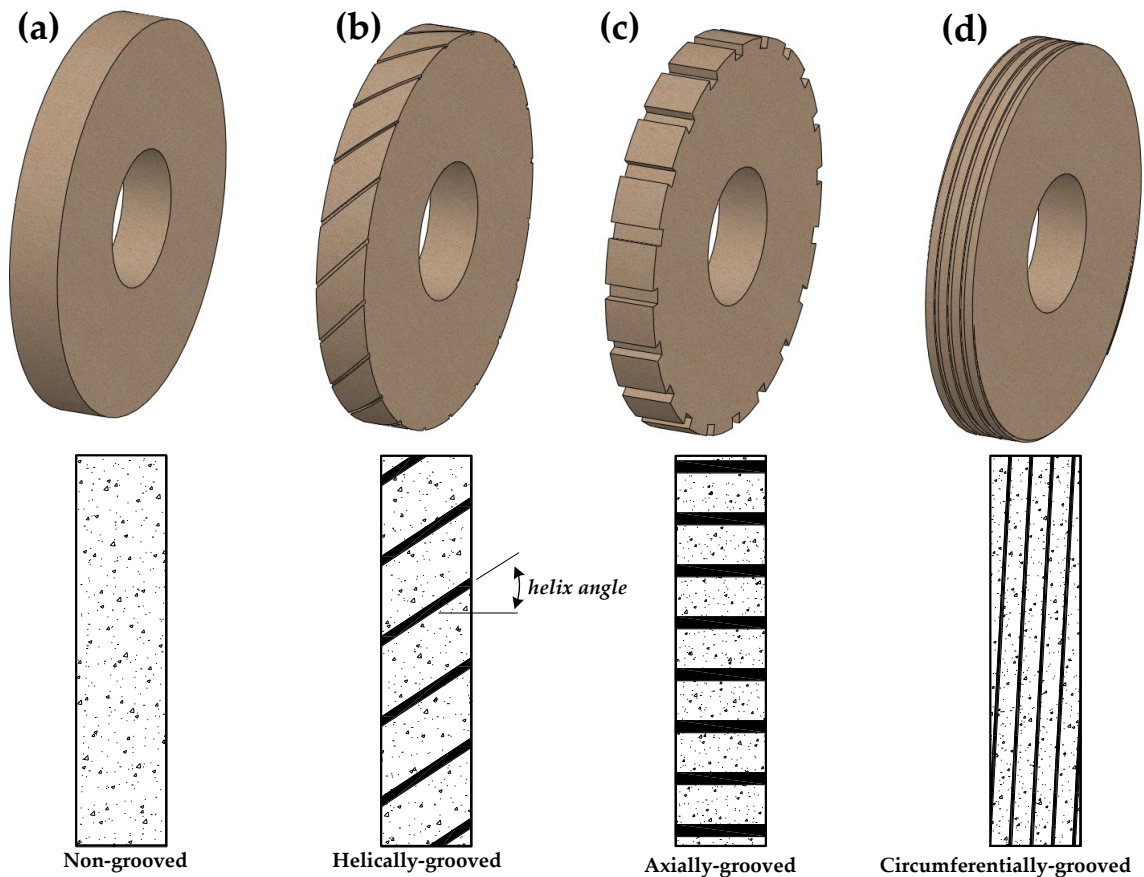 (a)
(b)
(c)
(d)
helix angle
Non-grooved
Helically-grooved
Axially-grooved
Circumferentially-grooved